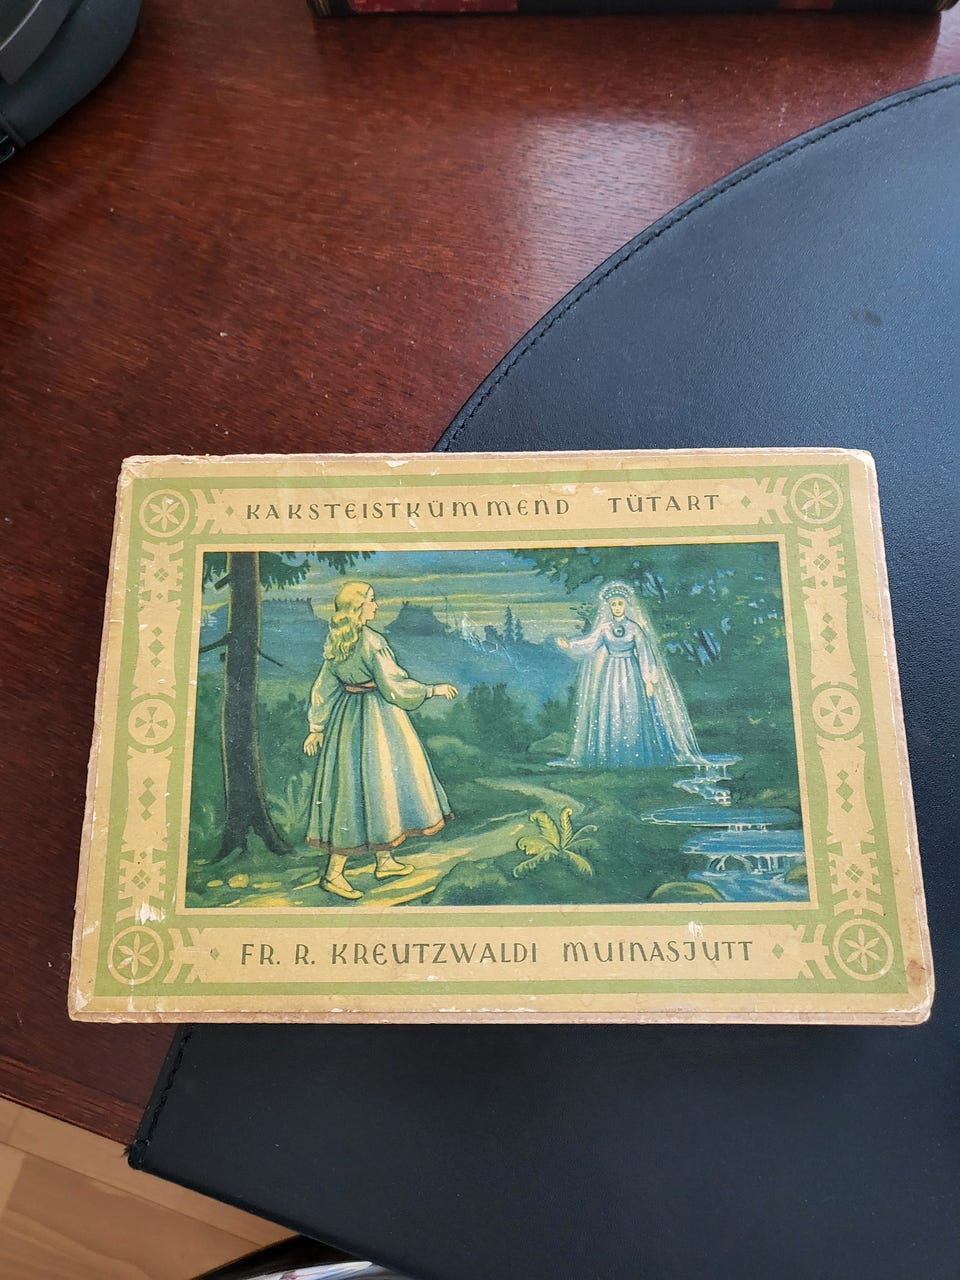 KAKSTEISTKÜMMEND TÜTART
FR. R. KREUTZWALDI MUINASJUTT